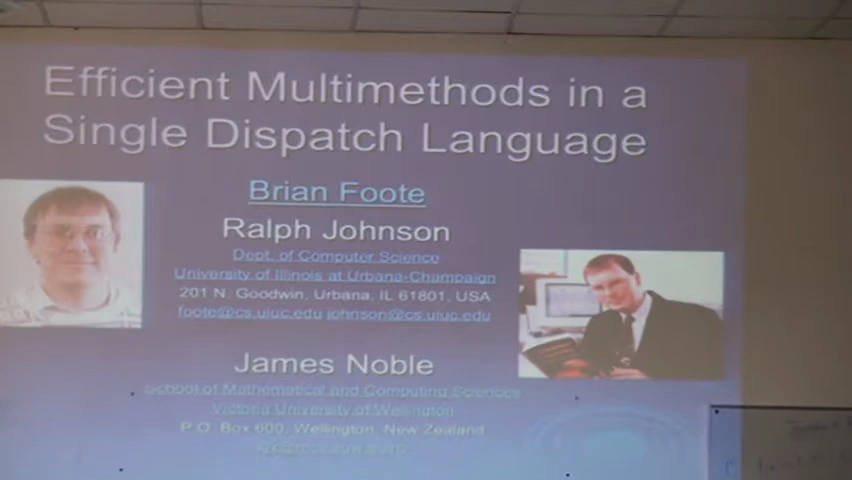 Efficient Multimethods in a
Single Dispatch Language
Brian Foote
Ralph Johnson
Dept. of Computer Science
University of Illinois at Urbana-Champaign
201 N. Goodwin, Urbana, IL 61801, USA
foote@cs.uiuc.edu johnson@cs.uiuc.edu
James Noble
School of Mathematical and Computing Sciences
Victoria University of Wellington
P.O. Box 600, Wellington, New Zealand